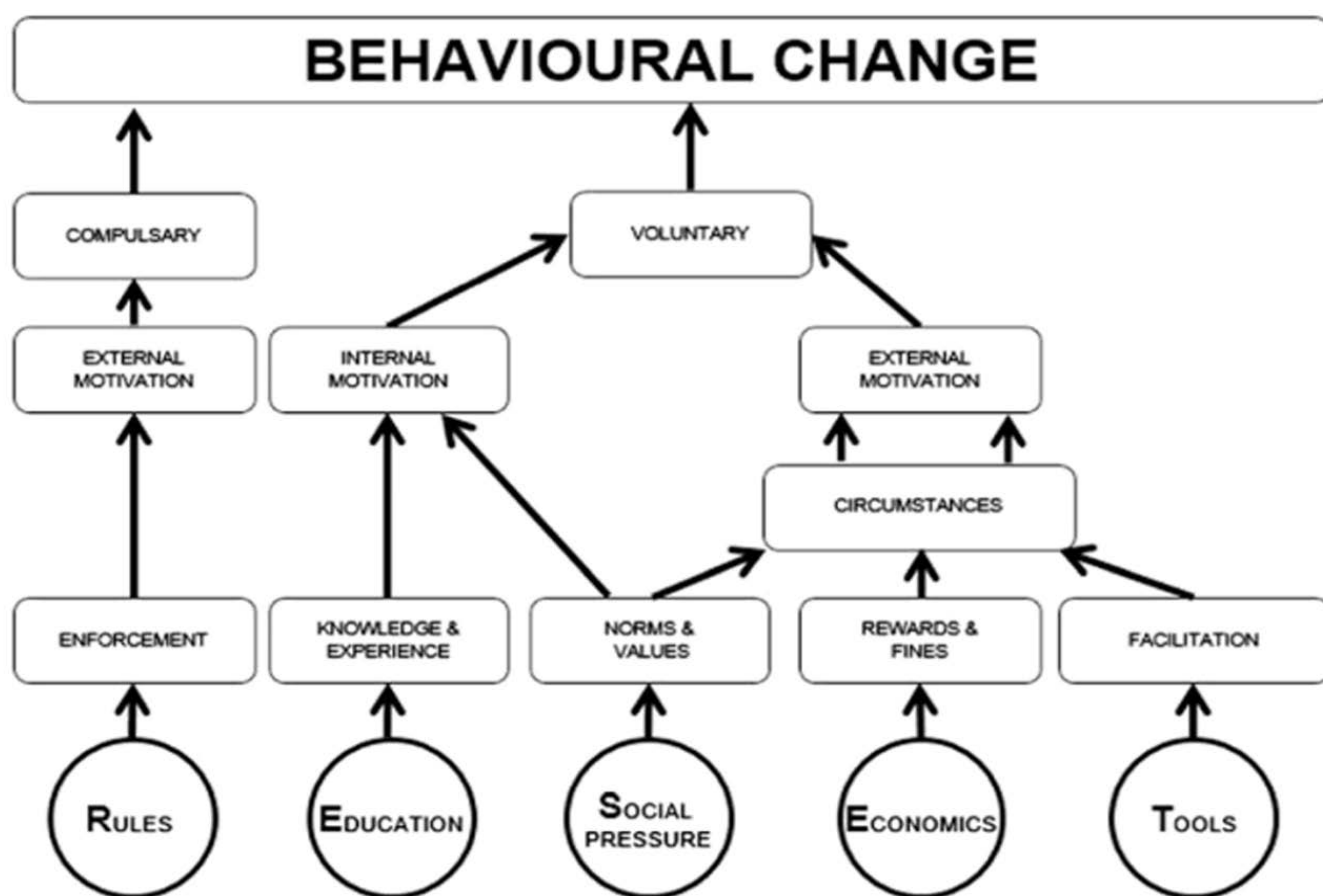 BEHAVIOURAL CHANGE
COMPULSARY
VOLUNTARY
EXTERNAL
MOTIVATION
INTERNAL
MOTIVATION
EXTERNAL
MOTIVATION
CIRCUMSTANCES
ENFORCEMENT
KNOWLEDGE &
EXPERIENCE
NORMS &
VALUES
REWARDS &
FINES
FACILITATION
RULES
EDUCATION
SOCIAL
PRESSURE
ECONOMICS
TOOLS